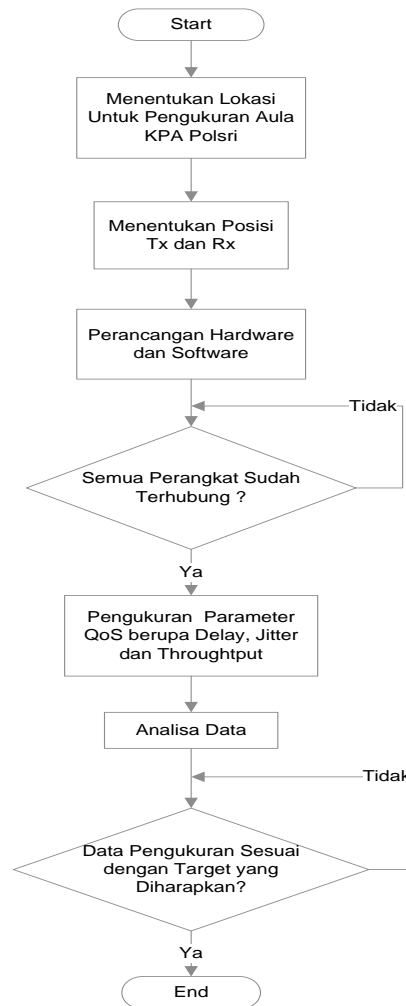 Start
Menentukan Lokasi
Untuk Pengukuran Aula
KPA Polsri
Menentukan Posisi
Tx dan Rx
Perancangan Hardware
dan Software
Tidak
Semua Perangkat Sudah
Terhubung ?
Ya
Pengukuran Parameter
QoS berupa Delay, Jitter
dan Throughtput
Analisa Data
Tidak
Data Pengukuran Sesuai
dengan Target yang
Diharapkan?
Ya
End